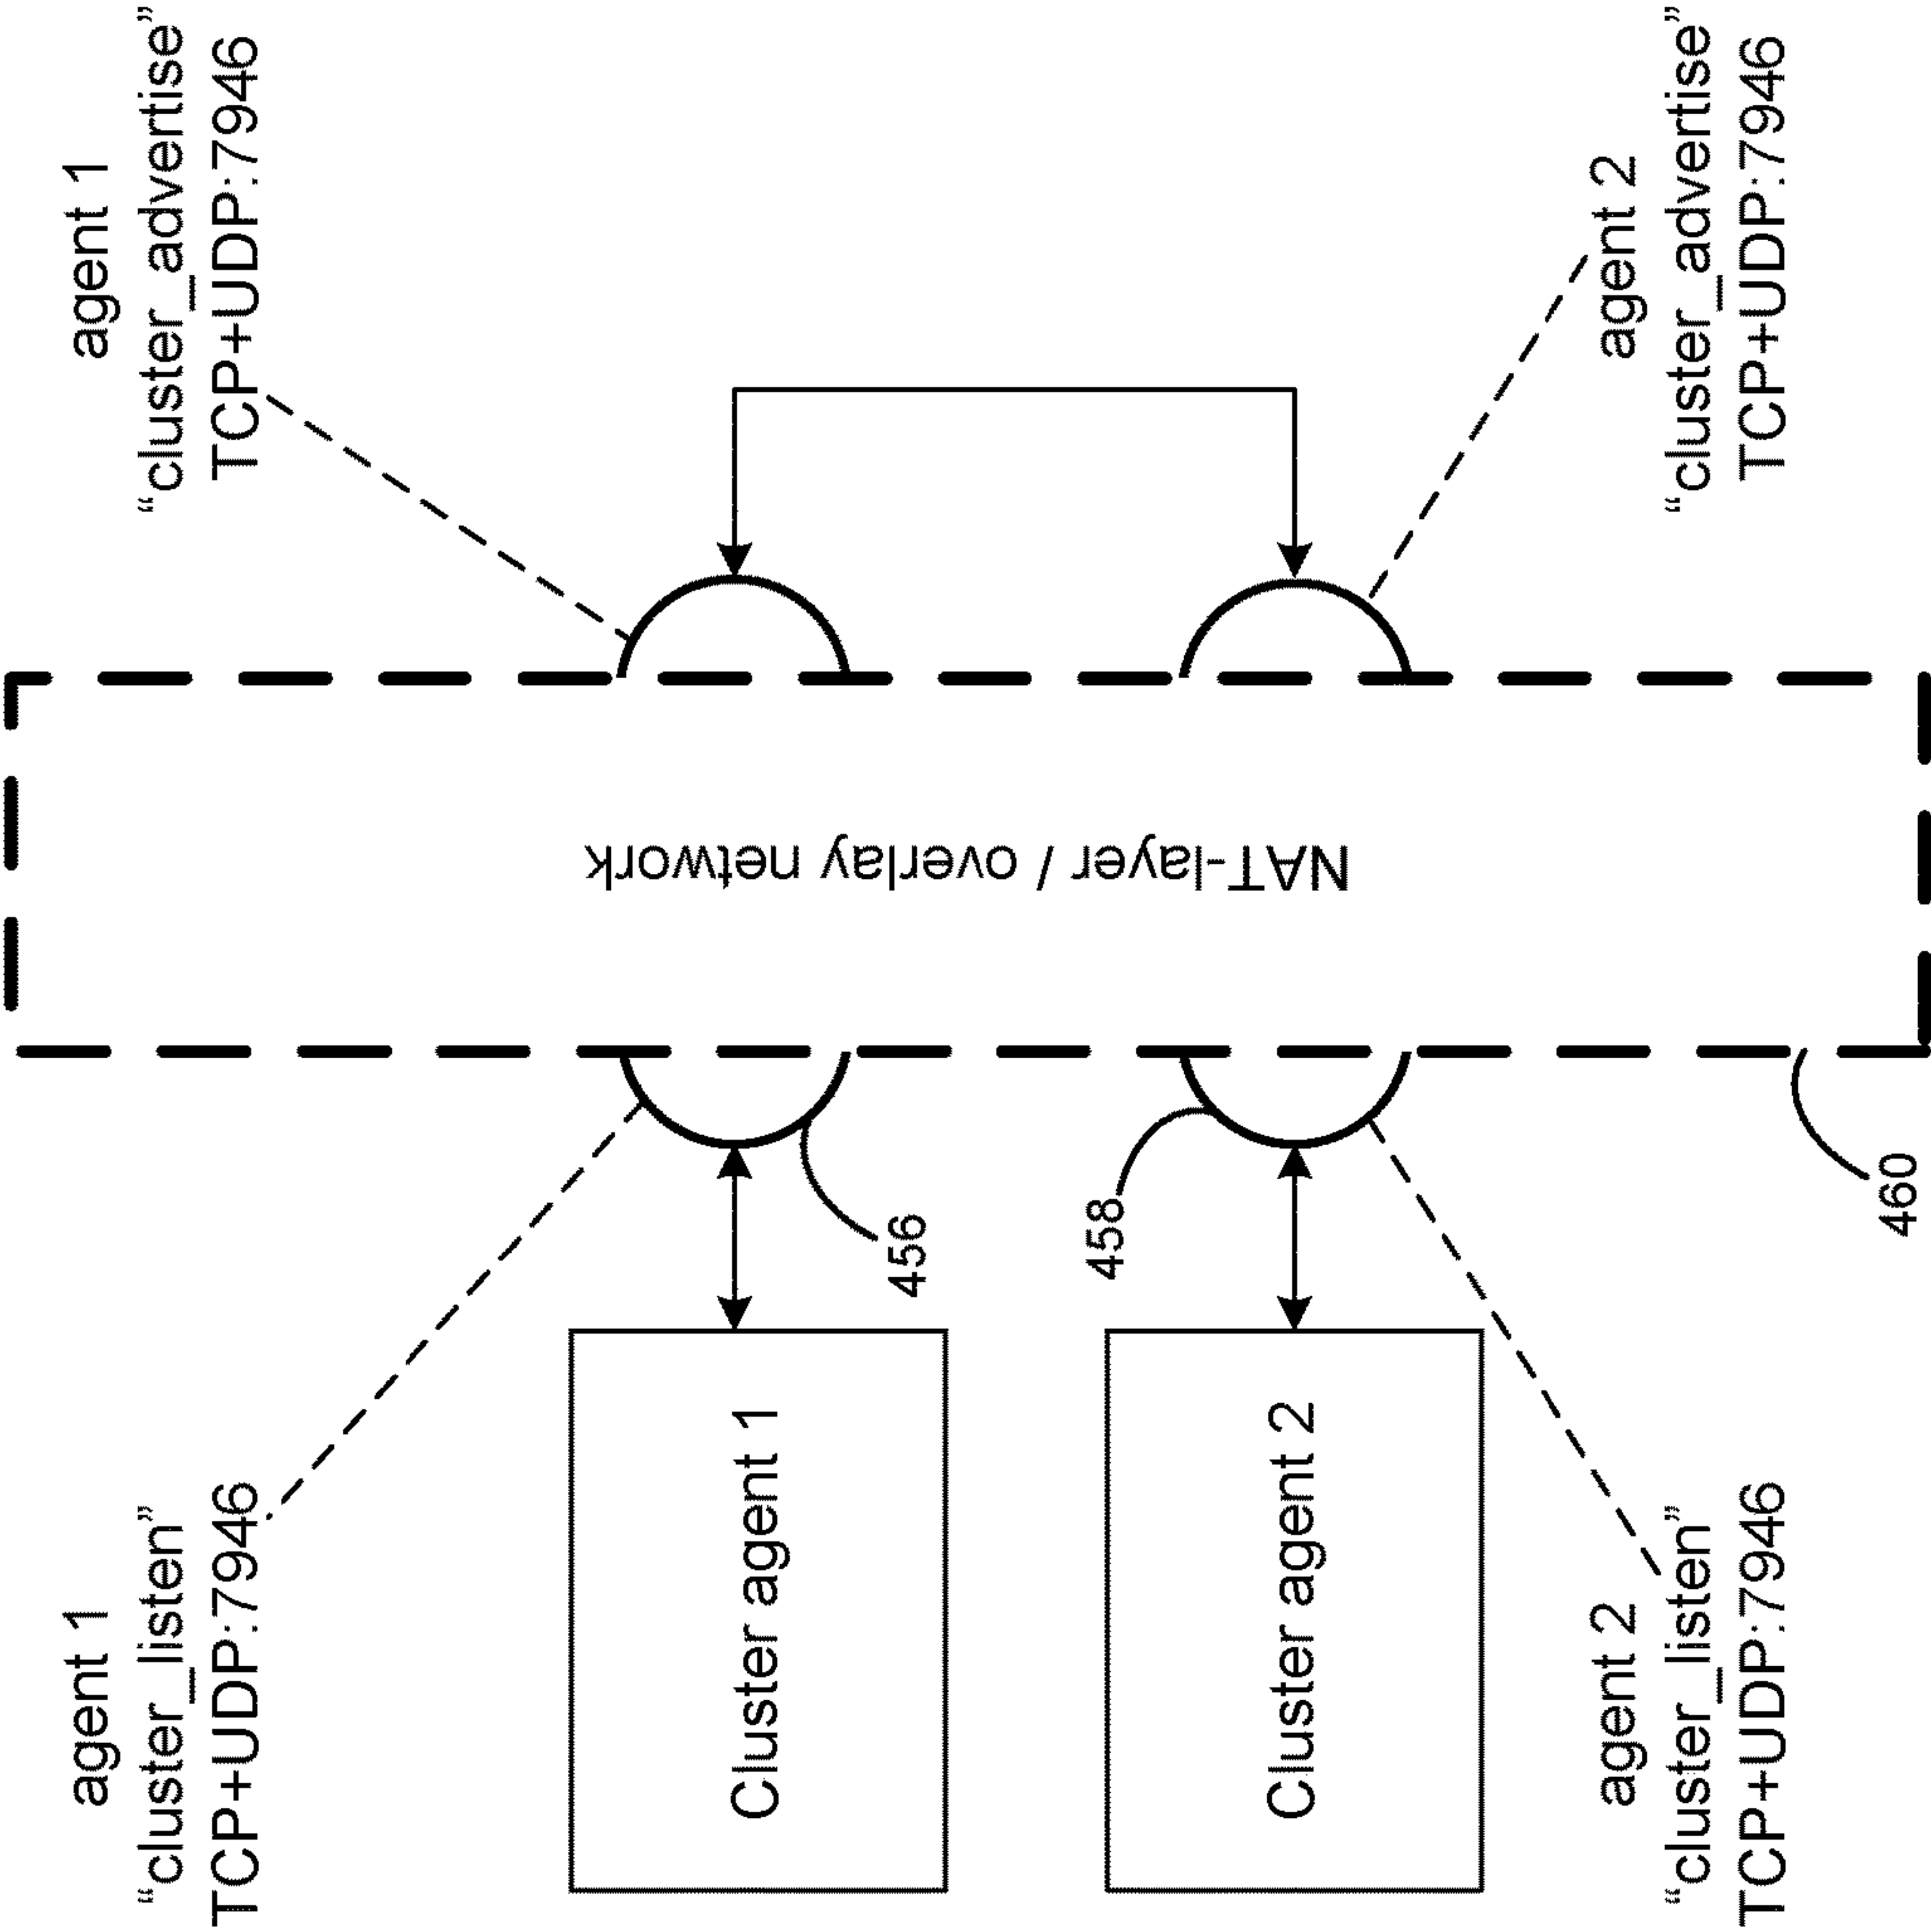 agent 1
“cluster_listen”
TCP+UDP:7946
agent 1
“cluster_advertise”
TCP+UDP:7946
Cluster agent 1
456
NAT-layer / overlay network
Cluster agent 2
458
agent 2
“cluster_listen”
TCP+UDP:7946
460
agent 2
“cluster_advertise”
TCP+UDP:7946